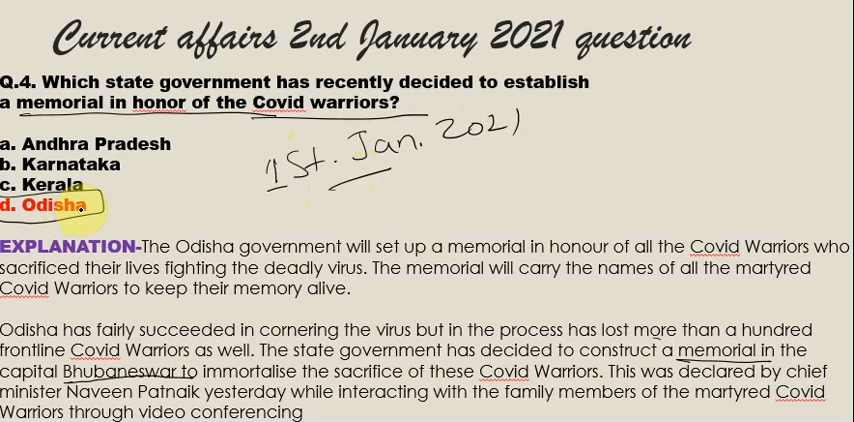 Current affairs 2nd January 2021 question
Q.4. Which state government has recently decided to establish
a memorial in honor of the Covid warriors?
1st. Jan. 2021
a. Andhra Pradesh
b. Karnataka
c. Kerala
d. Odisha
EXPLANATION-The Odisha government will set up a memorial in honour of all the Covid Warriors who
sacrificed their lives fighting the deadly virus. The memorial will carry the names of all the martyred
Covid Warriors to keep their memory alive.
Odisha has fairly succeeded in cornering the virus but in the process has lost more than a hundred
frontline Covid Warriors as well. The state government has decided to construct a memorial in the
capital Bhubaneswar to immortalise the sacrifice of these Covid Warriors. This was declared by chief
minister Naveen Patnaik yesterday while interacting with the family members of the martyred Covid
Warriors through video conferencing